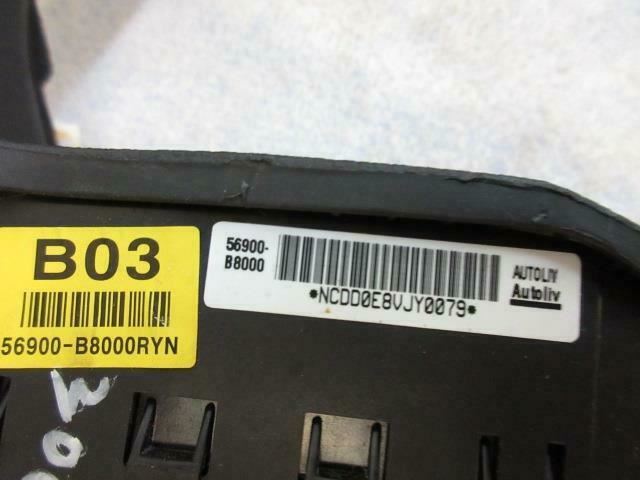 B03
56900-B8000RYN
56900-
B8000
*NCDD0E8VJY0079*
AUTOLIV
Autoliv